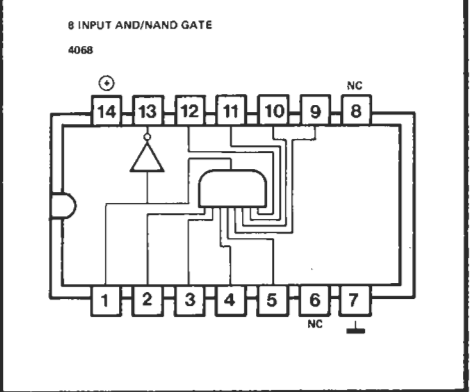 8 INPUT AND/NAND GATE
4068
NC
14 13 12 11 10 9 8
1 2 3 4 5 6 7
NC